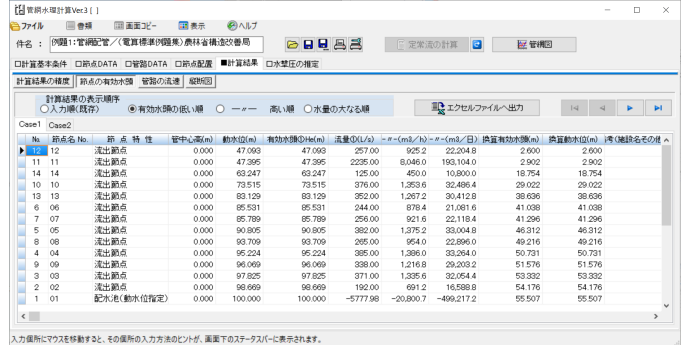 管網水理計算Ver.3 [ ]
ファイル 書類 画面コピー 表示 ヘルプ
件名 : 例題1:管網配管／(電算標準例題集)農林省構造改善局 定常流の計算 管網図
□計算基本条件 □節点DATA □管路DATA □節点配置 ■計算結果 □水撃圧の推定
計算結果の精度 節点の有効水頭 管路の流速 縦断図
計算結果の表示順序
○入力順(既存) ◉有効水頭の低い順 ○ ー〃ー 高い順 ○水量の大なる順 エクセルファイルへ出力
Case1 Case2
No. 節点名 No. 節 点 特 性 管中心高(m) 動水位(m) 有効水頭①He(m) 流量①(L/s) -〃-(m3／h) -〃-(m3／日) 換算有効水頭(m) 換算動水位(m)
12 12 流出節点 0.000 47.093 47.093 257.00 925.2 22,204.8 2.600 2.600
11 11 流出節点 0.000 47.395 47.395 2235.00 8,046.0 193,104.0 2.902 2.902
14 14 流出節点 0.000 63.247 63.247 125.00 450.0 10,800.0 18.754 18.754
10 10 流出節点 0.000 73.515 73.515 376.00 1,353.6 32,486.4 29.022 29.022
13 13 流出節点 0.000 83.129 83.129 352.00 1,267.2 30,412.8 38.636 38.636
6 06 流出節点 0.000 85.531 85.531 244.00 878.4 21,081.6 41.038 41.038
7 07 流出節点 0.000 85.789 85.789 256.00 921.6 22,118.4 41.296 41.296
5 05 流出節点 0.000 90.805 90.805 382.00 1,375.2 33,004.8 46.312 46.312
8 08 流出節点 0.000 93.709 93.709 265.00 954.0 22,896.0 49.216 49.216
4 04 流出節点 0.000 95.224 95.224 385.00 1,386.0 33,264.0 50.731 50.731
9 09 流出節点 0.000 96.069 96.069 338.00 1,216.8 29,203.2 51.576 51.576
3 03 流出節点 0.000 97.825 97.825 371.00 1,335.6 32,054.4 53.332 53.332
2 02 流出節点 0.000 98.669 98.669 192.00 691.2 16,588.8 54.176 54.176
1 01 配水池(動水位指定) 0.000 100.000 100.000 -5777.98 -20,800.7 -499,217.2 55.507 55.507
入力個所にマウスを移動すると、その個所の入力方法のヒントが、画面下のステータスバーに表示されます。